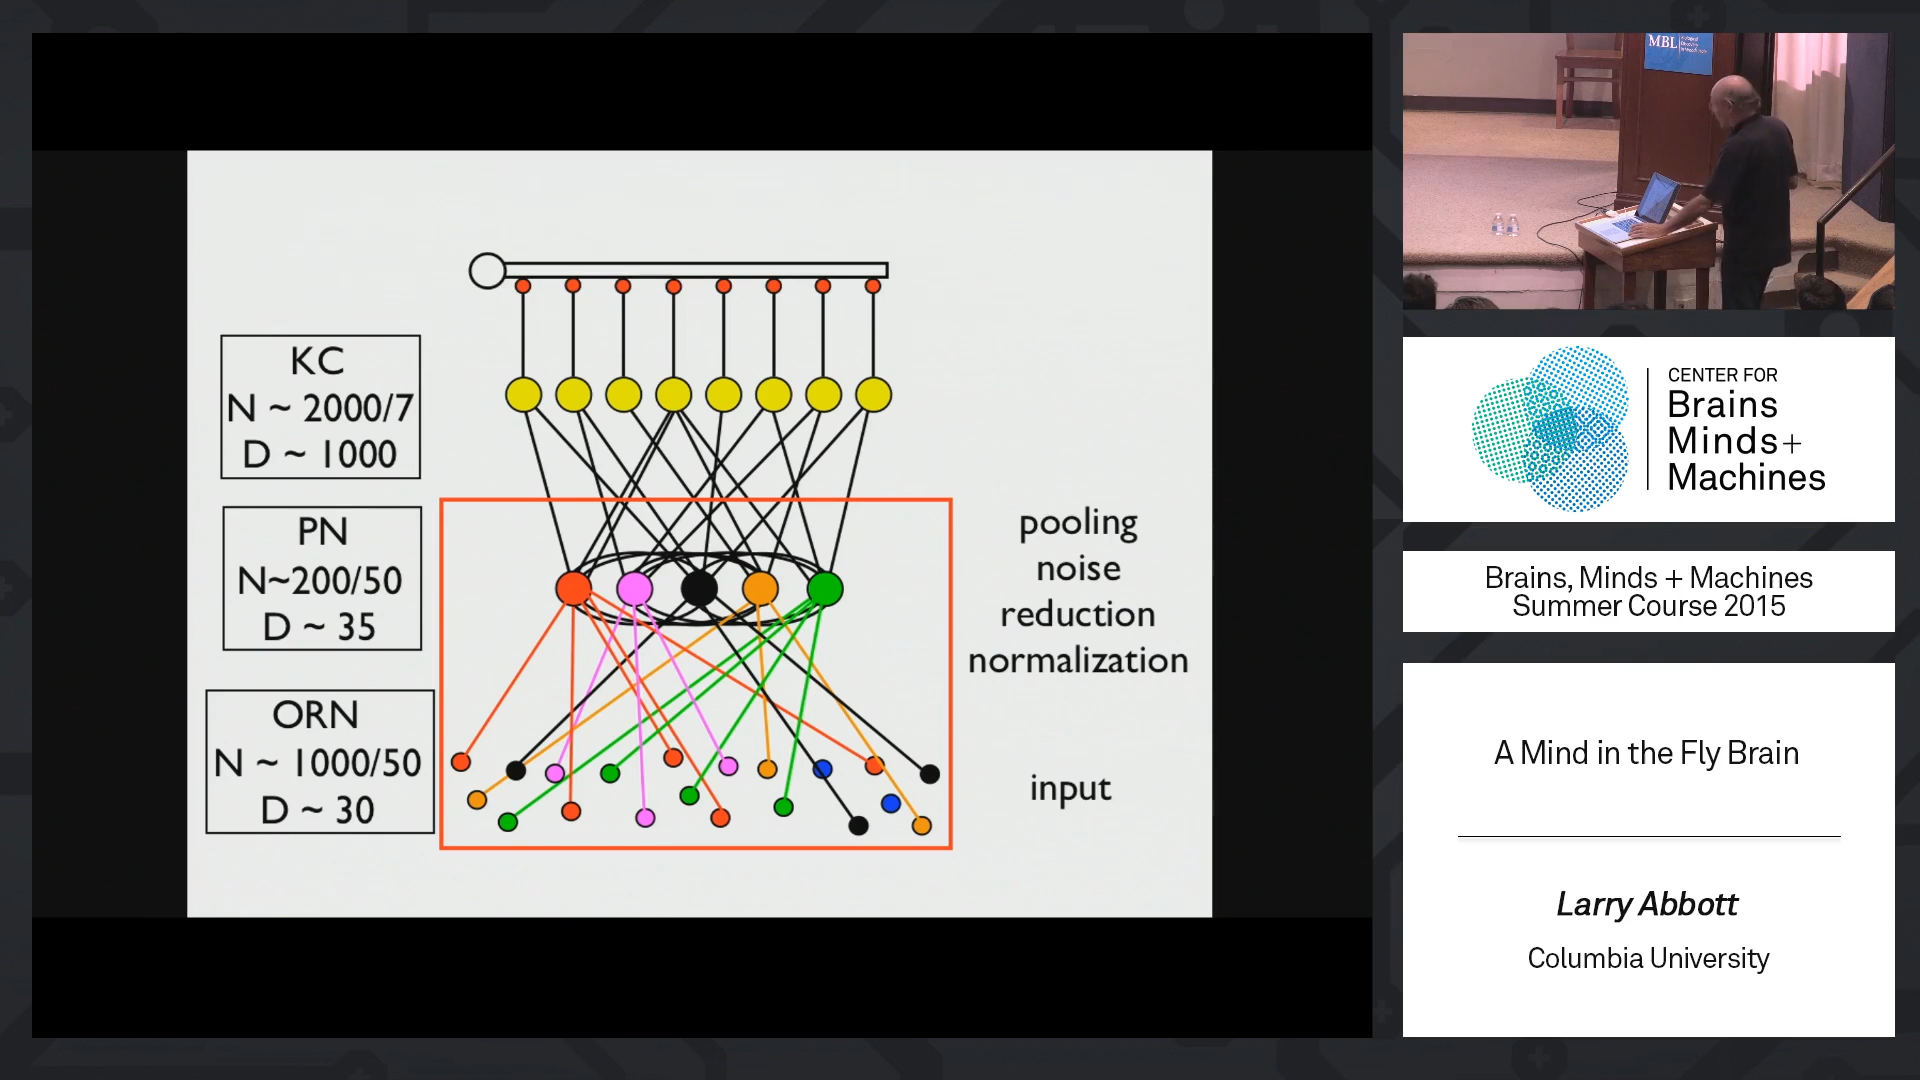 KC
N ~ 2000/7
D ~ 1000
PN
N~200/50
D ~ 35
ORN
N ~ 1000/50
D ~ 30
pooling
noise
reduction
normalization
input
MBL
CENTER FOR
Brains
Minds+
Machines
Brains, Minds + Machines
Summer Course 2015
A Mind in the Fly Brain
Larry Abbott
Columbia University